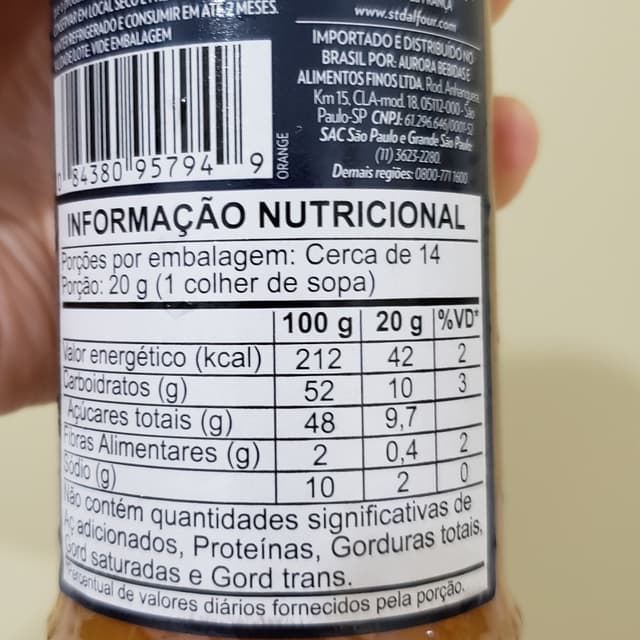 EM LOCAL SECO E
REFRIGERADO E CONSUMIR EM ATÉ 2 MESES.
LOTE: VIDE EMBALAGEM
www.stdalfour.com
IMPORTADO E DISTRIBUÍDO NO
BRASIL POR: AURORA BEBIDAS E
ALIMENTOS FINOS LTDA. Rod. Anhanguera
Km 15, CLA-mod. 18, 05112-000 - São
Paulo-SP CNPJ: 61.296.646/0001-52
SAC São Paulo e Grande São Paulo:
(11) 3623-2280
Demais regiões: 0800-771 1600
ORANGE
0 84380 95794 9
INFORMAÇÃO NUTRICIONAL
Porções por embalagem: Cerca de 14
Porção: 20 g (1 colher de sopa)
100 g 20 g %VD*
Valor energético (kcal) 212 42 2
Carboidratos (g) 52 10 3
Açúcares totais (g) 48 9,7
Fibras Alimentares (g) 2 0,4 2
Sódio (g) 10 2 0
Não contém quantidades significativas de
Aç adicionados, Proteínas, Gorduras totais,
Gord saturadas e Gord trans.
Percentual de valores diários fornecidos pela porção.